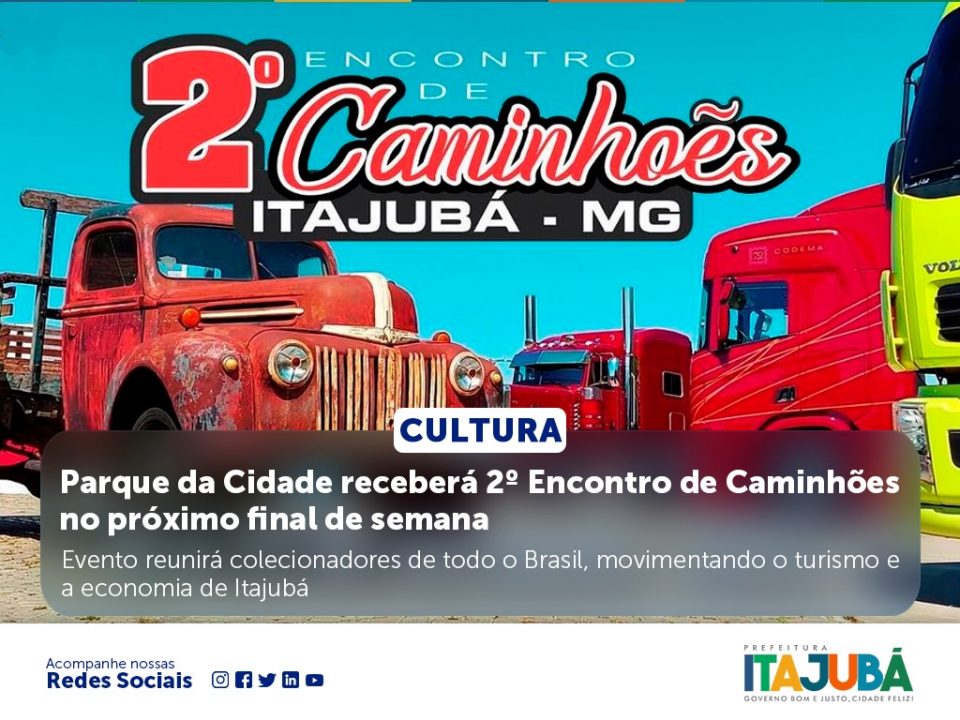 2º ENCONTRO
DE
Caminhoẽs
ITAJUBÁ - MG
CODEMA
VOL
CULTURA
Parque da Cidade receberá 2º Encontro de Caminhões
no próximo final de semana
Evento reunirá colecionadores de todo o Brasil, movimentando o turismo e
a economia de Itajubá
Acompanhe nossas
Redes Sociais
PREFEITURA
ITAJUBÁ
GOVERNO BOM E JUSTO, CIDADE FELIZ!